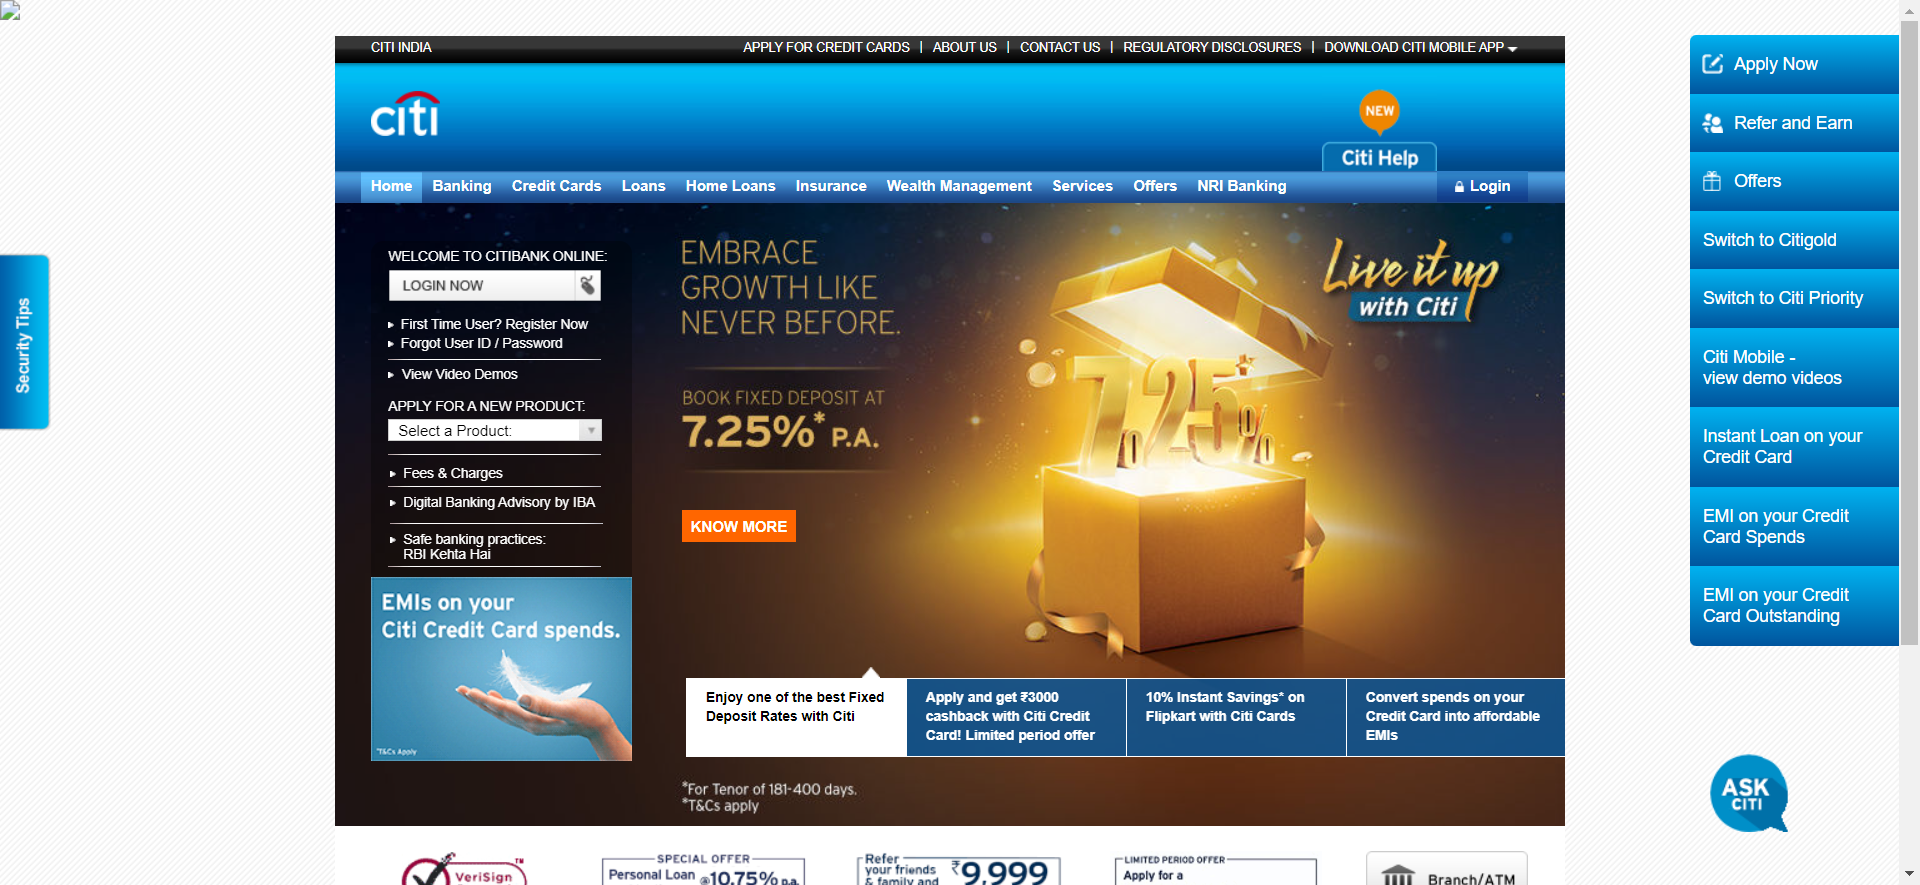 CITI INDIA
APPLY FOR CREDIT CARDS | ABOUT US | CONTACT US | REGULATORY DISCLOSURES | DOWNLOAD CITI MOBILE APP
citi
NEW
Citi Help
Home
Banking
Credit Cards
Loans
Home Loans
Insurance
Wealth Management
Services
Offers
NRI Banking
Login
Security Tips
WELCOME TO CITIBANK ONLINE:
LOGIN NOW
First Time User? Register Now
Forgot User ID / Password
View Video Demos
APPLY FOR A NEW PRODUCT:
Select a Product:
Fees & Charges
Digital Banking Advisory by IBA
Safe banking practices:
RBI Kehta Hai
EMIs on your
Citi Credit Card spends.
*T&Cs Apply
EMBRACE
GROWTH LIKE
NEVER BEFORE.
BOOK FIXED DEPOSIT AT
7.25%* P.A.
KNOW MORE
Live it up
with Citi
7.25*%
%
Enjoy one of the best Fixed
Deposit Rates with Citi
Apply and get ₹3000
cashback with Citi Credit
Card! Limited period offer
10% Instant Savings* on
Flipkart with Citi Cards
Convert spends on your
Credit Card into affordable
EMIs
*For Tenor of 181-400 days.
*T&Cs apply
Apply Now
Refer and Earn
Offers
Switch to Citigold
Switch to Citi Priority
Citi Mobile -
view demo videos
Instant Loan on your
Credit Card
EMI on your Credit
Card Spends
EMI on your Credit
Card Outstanding
ASK
CITI
VeriSign™
SPECIAL OFFER
Personal Loan
@10.75% p.a.
Refer
your friends
& family and
₹9,999
LIMITED PERIOD OFFER
Apply for a
Branch/ATM